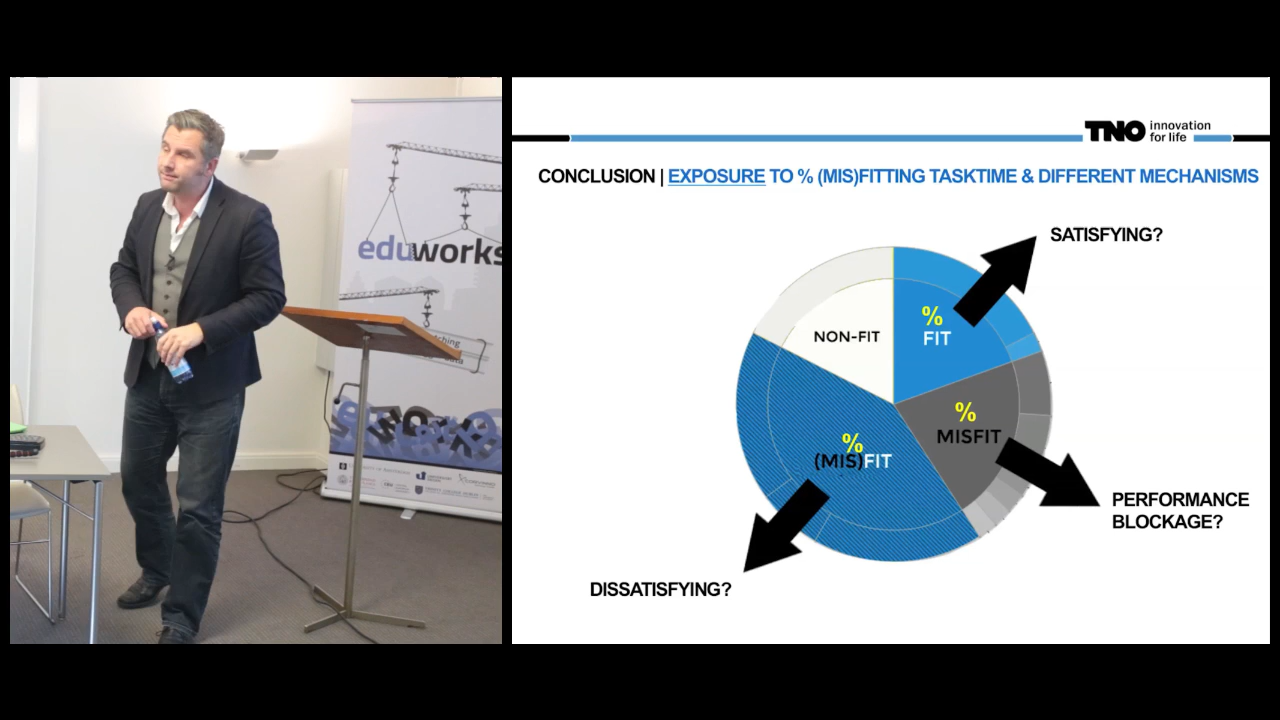 eduworks
TNO innovation
for life
CONCLUSION | EXPOSURE TO % (MIS)FITTING TASKTIME & DIFFERENT MECHANISMS
SATISFYING?
%
FIT
NON-FIT
%
MISFIT
%
(MIS)FIT
PERFORMANCE
BLOCKAGE?
DISSATISFYING?